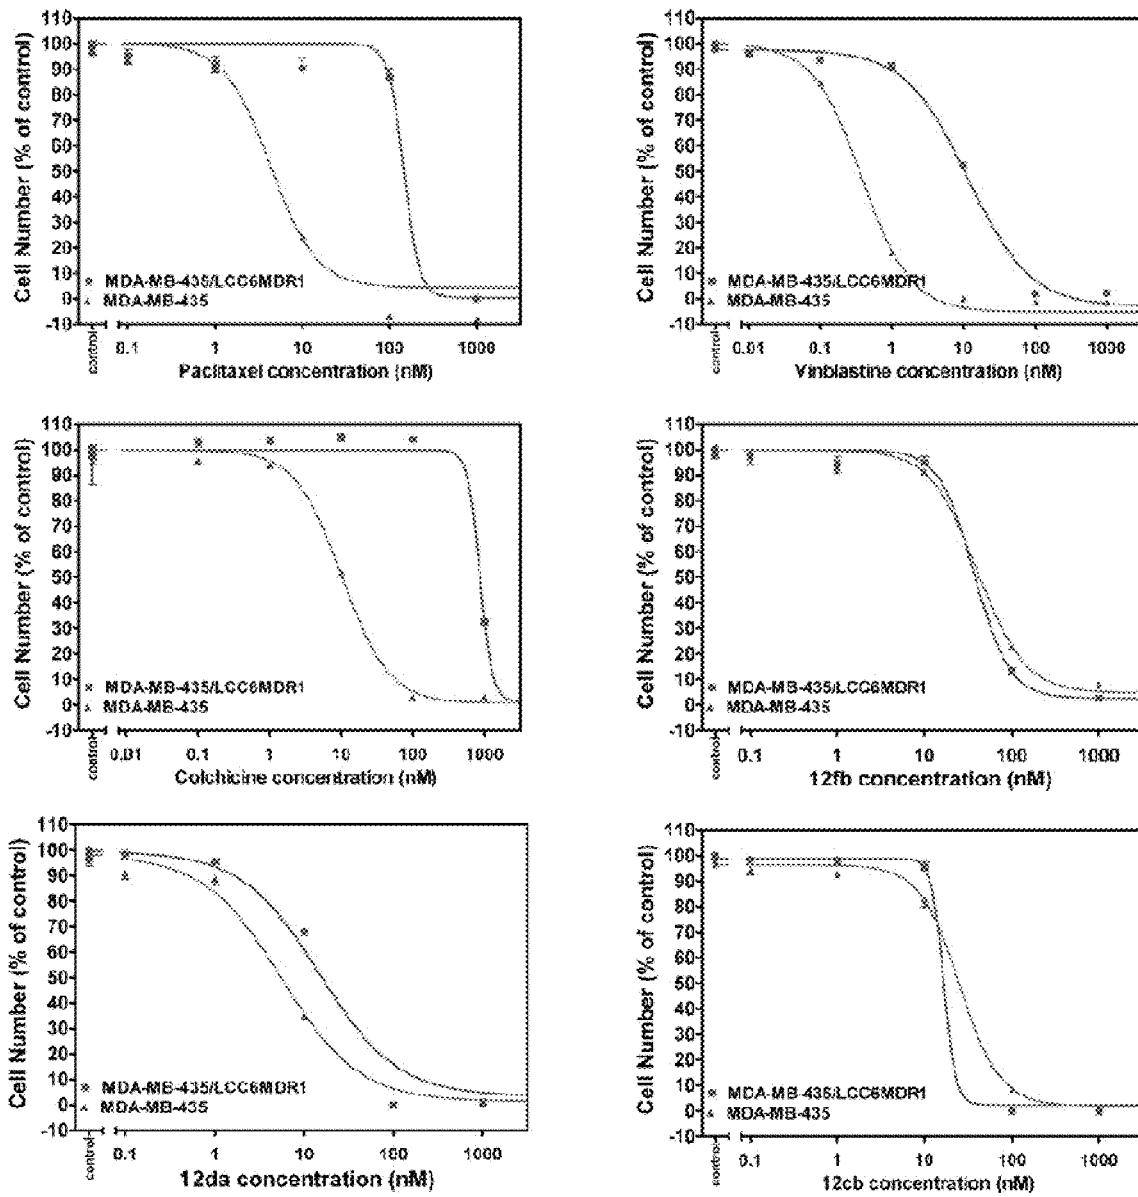 110
100
90
80
70
60
50
40
30
20
10
0
-10
Cell Number (% of control)
MDA-MB-435/LCC6MDR1
MDA-MB-435
control
0.1 1 10 100 1000
Paclitaxel concentration (nM)
110
100
90
80
70
60
50
40
30
20
10
0
-10
Cell Number (% of control)
MDA-MB-435/LCC6MDR1
MDA-MB-435
control
0.01 0.1 1 10 100 1000
Vinblastine concentration (nM)
110
100
90
80
70
60
50
40
30
20
10
0
-10
Cell Number (% of control)
MDA-MB-435/LCC6MDR1
MDA-MB-435
control
0.01 0.1 1 10 100 1000
Colchicine concentration (nM)
110
100
90
80
70
60
50
40
30
20
10
0
-10
Cell Number (% of control)
MDA-MB-435/LCC6MDR1
MDA-MB-435
control
0.1 1 10 100 1000
12fb concentration (nM)
110
100
90
80
70
60
50
40
30
20
10
0
-10
Cell Number (% of control)
MDA-MB-435/LCC6MDR1
MDA-MB-435
control
0.1 1 10 100 1000
12da concentration (nM)
110
100
90
80
70
60
50
40
30
20
10
0
-10
Cell Number (% of control)
MDA-MB-435/LCC6MDR1
MDA-MB-435
control
0.1 1 10 100 1000
12cb concentration (nM)